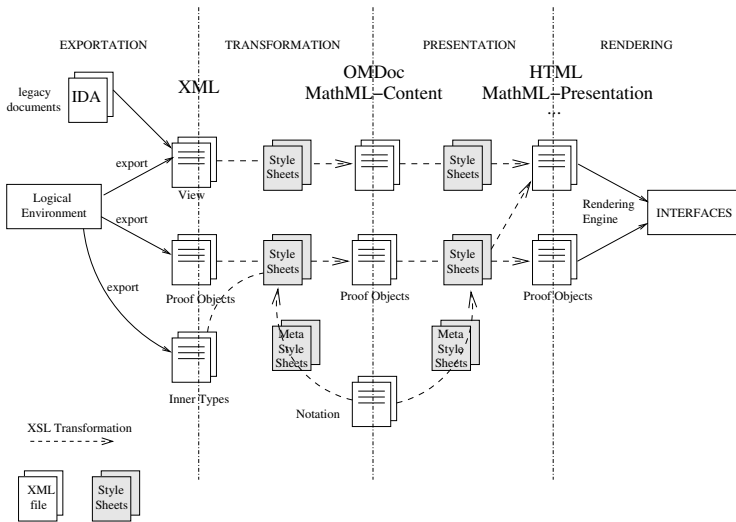 EXPORTATION
TRANSFORMATION
PRESENTATION
RENDERING
XML
OMDoc
MathML−Content
HTML
MathML−Presentation
...
legacy
documents
IDA
export
View
Style
Sheets
Style
Sheets
Logical
Environment
export
Rendering
Engine
INTERFACES
export
Proof Objects
Style
Sheets
Proof Objects
Style
Sheets
Proof Objects
Meta
Style
Sheets
Meta
Style
Sheets
Inner Types
Notation
XSL Transformation
XML
file
Style
Sheets